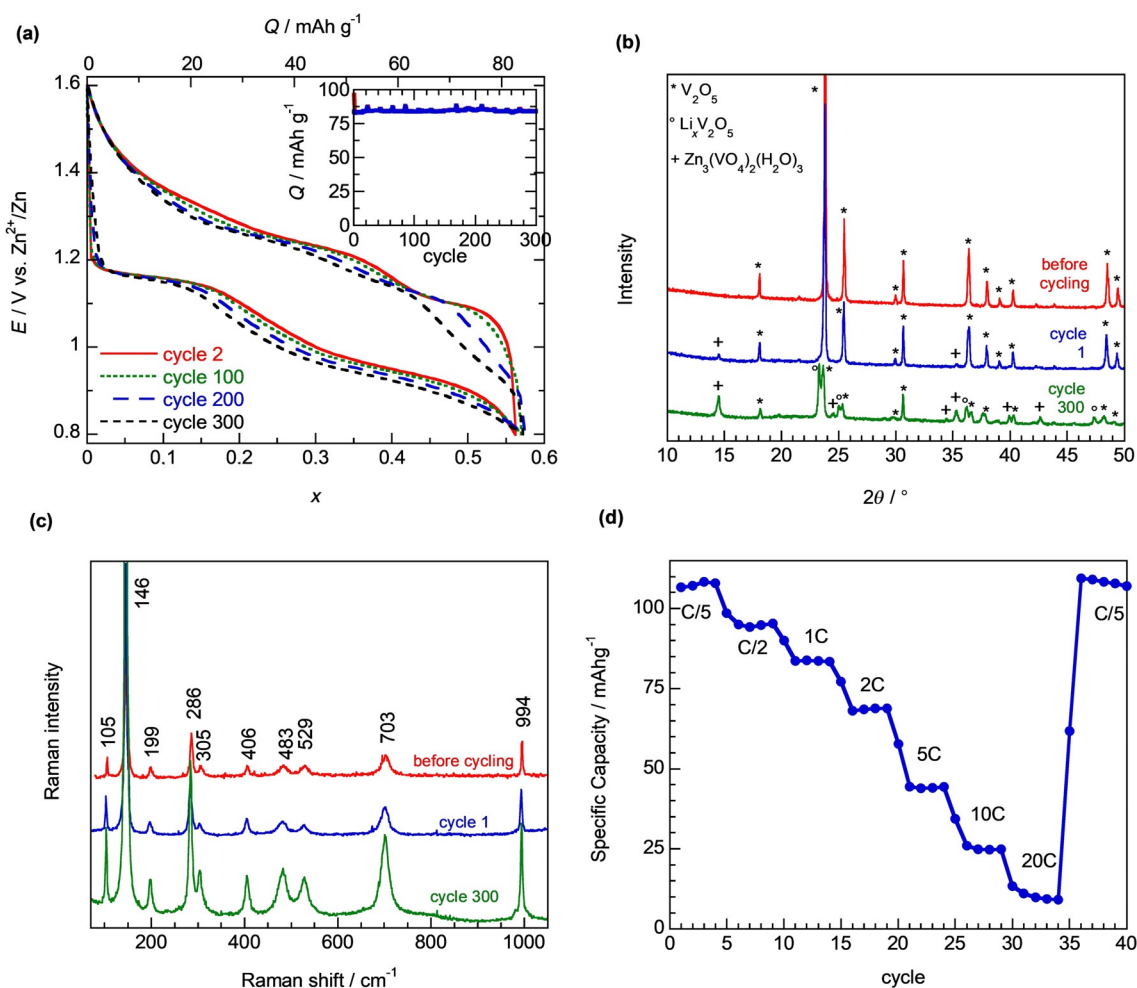 (a)
Q / mAh g⁻¹
0 20 40 60 80
1.6
1.4
1.2
1
0.8
E / V vs. Zn²⁺/Zn
0 0.1 0.2 0.3 0.4 0.5 0.6
x
cycle 2
cycle 100
cycle 200
cycle 300
100
75
50
25
0
Q / mAh g⁻¹
0 100 200 300
cycle
(b)
* V₂O₅
° LiₓV₂O₅
+ Zn₃(VO₄)₂(H₂O)₃
Intensity
before
cycling
cycle
1
cycle
300
10 15 20 25 30 35 40 45 50
2θ / °
(c)
Raman intensity
105
146
199
286
305
406
483
529
703
994
before cycling
cycle 1
cycle 300
200 400 600 800 1000
Raman shift / cm⁻¹
(d)
Specific Capacity / mAhg⁻¹
100
75
50
25
0
C/5
C/2
1C
2C
5C
10C
20C
C/5
0 5 10 15 20 25 30 35 40
cycle